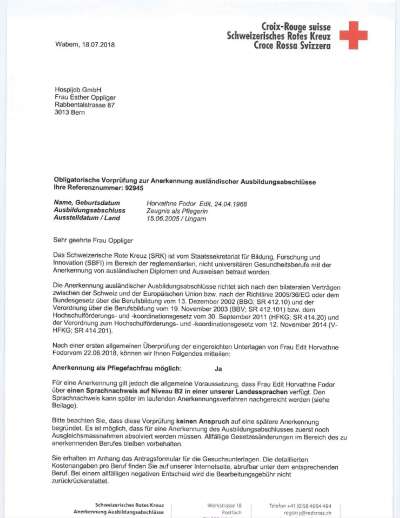 Croix-Rouge suisse
Schweizerisches Rotes Kreuz
Croce Rossa Svizzera
Wabern, 18.07.2018
Hospijob GmbH
Frau Esther Oppliger
Rabbentalstrasse 87
3013 Bern
Obligatorische Vorprüfung zur Anerkennung ausländischer Ausbildungsabschlüsse
Ihre Referenznummer: 92945
Name, Geburtsdatum Horvathne Fodor Edit, 24.04.1966
Ausbildungsabschluss Zeugnis als Pflegerin
Ausstelldatum / Land 15.06.2005 / Ungarn
Sehr geehrte Frau Oppliger
Das Schweizerische Rote Kreuz (SRK) ist vom Staatssekretariat für Bildung, Forschung und
Innovation (SBFI) im Bereich der reglementierten, nicht universitären Gesundheitsberufe mit der
Anerkennung von ausländischen Diplomen und Ausweisen betraut worden.
Die Anerkennung ausländischer Ausbildungsabschlüsse richtet sich nach den bilateralen Verträgen
zwischen der Schweiz und der Europäischen Union bzw. nach der Richtlinie 2005/36/EG oder dem
Bundesgesetz über die Berufsbildung vom 13. Dezember 2002 (BBG; SR 412.10) und der
Verordnung über die Berufsbildung vom 19. November 2003 (BBV; SR 412.101) bzw. dem
Hochschulförderungs- und -koordinationsgesetz vom 30. September 2011 (HFKG; SR 414.20) und
der Verordnung zum Hochschulförderungs- und -koordinationsgesetz vom 12. November 2014 (V-
HFKG; SR 414.201).
Nach einer ersten allgemeinen Überprüfung der eingereichten Unterlagen von Frau Edit Horvathne
Fodorvom 22.06.2018, können wir Ihnen Folgendes mitteilen:
Anerkennung als Pflegefachfrau möglich: Ja
Für eine Anerkennung gilt jedoch die allgemeine Voraussetzung, dass Frau Edit Horvathne Fodor
über einen Sprachnachweis auf Niveau B2 in einer unserer Landessprachen verfügt. Den
Sprachnachweis kann später im laufenden Anerkennungsverfahren nachgereicht werden (siehe
Beilage).
Bitte beachten Sie, dass diese Vorprüfung keinen Anspruch auf eine spätere Anerkennung
begründet. Es ist möglich, dass für eine Anerkennung des Ausbildungsabschlusses zuerst noch
Ausgleichsmassnahmen absolviert werden müssen. Allfällige Gesetzesänderungen im Bereich des zu
anerkennenden Berufes bleiben vorbehalten.
Sie erhalten im Anhang das Antragsformular für die Gesuchunterlagen. Die detaillierten
Kostenangaben pro Beruf finden Sie auf unserer Internetseite, abrufbar unter dem entsprechenden
Beruf. Bei einem allfälligen negativen Entscheid wird die Bearbeitungsgebühr nicht
zurückerstattet.
Schweizerisches Rotes Kreuz
Anerkennung Ausbildungsabschlüsse
Werkstrasse 18
Postfach